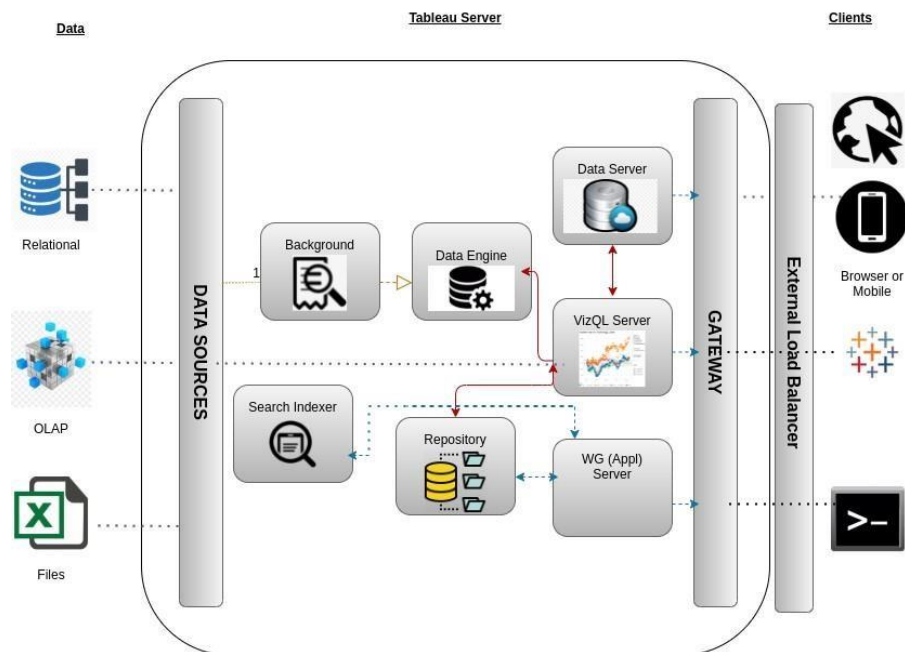 Data
Tableau Server
Clients
Relational
OLAP
Files
DATA SOURCES
1
Background
Data Engine
Data Server
VizQL Server
Search Indexer
Repository
WG (Appl)
Server
GATEWAY
External Load Balancer
Browser or
Mobile
X
>_